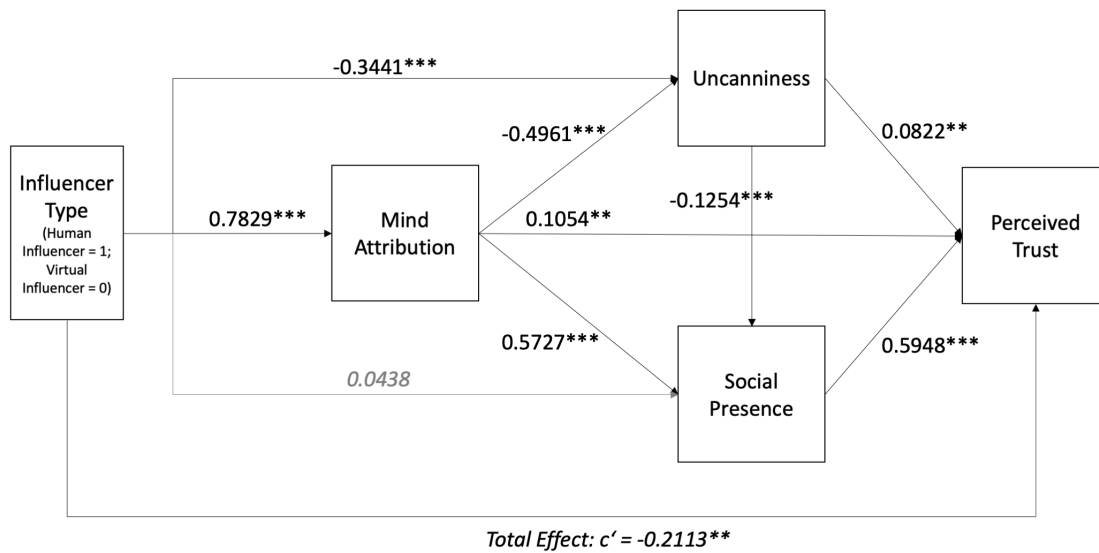 -0.3441***
Uncanniness
-0.4961***
0.0822**
Influencer
Type
(Human
Influencer = 1;
Virtual
Influencer = 0)
0.7829***
Mind
Attribution
-0.1254***
0.1054**
Perceived
Trust
0.5727***
0.5948***
0.0438
Social
Presence
Total Effect: c‘ = -0.2113**